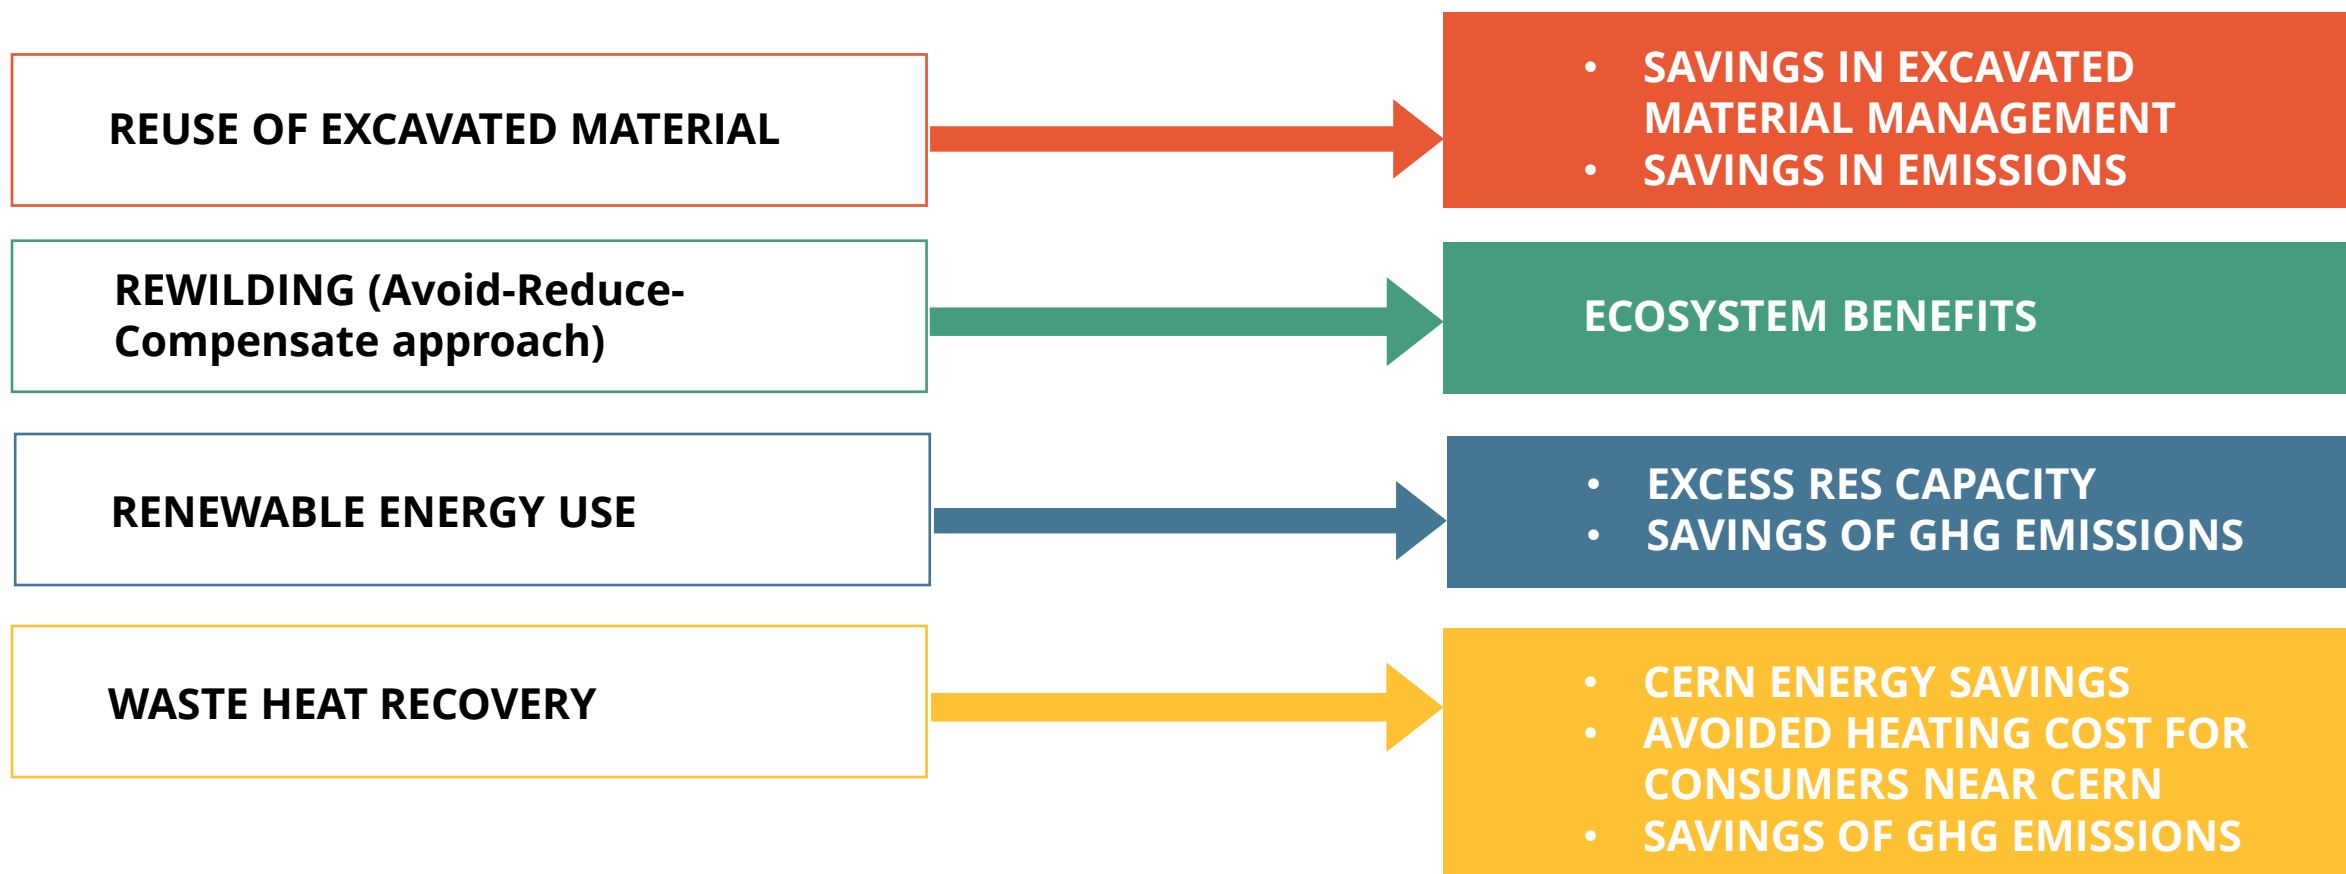 REUSE OF EXCAVATED MATERIAL
• SAVINGS IN EXCAVATED
MATERIAL MANAGEMENT
• SAVINGS IN EMISSIONS
REWILDING (Avoid-Reduce-
Compensate approach)
ECOSYSTEM BENEFITS
RENEWABLE ENERGY USE
• EXCESS RES CAPACITY
• SAVINGS OF GHG EMISSIONS
WASTE HEAT RECOVERY
• CERN ENERGY SAVINGS
• AVOIDED HEATING COST FOR
CONSUMERS NEAR CERN
• SAVINGS OF GHG EMISSIONS